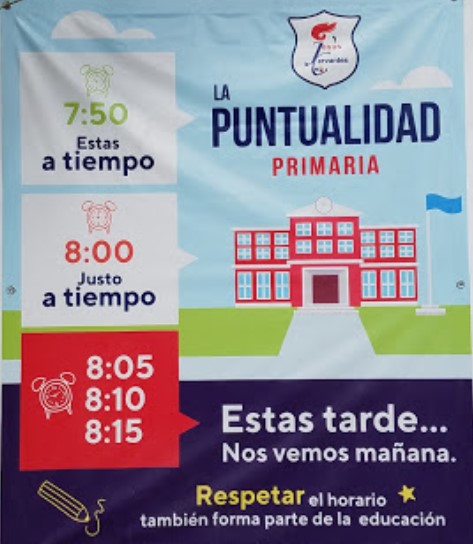 LA
PUNTUALIDAD
PRIMARIA
7:50
Estas
a tiempo
8:00
Justo
a tiempo
8:05
8:10
8:15
Estas tarde...
Nos vemos mañana.
Respetar el horario
también forma parte de la educación